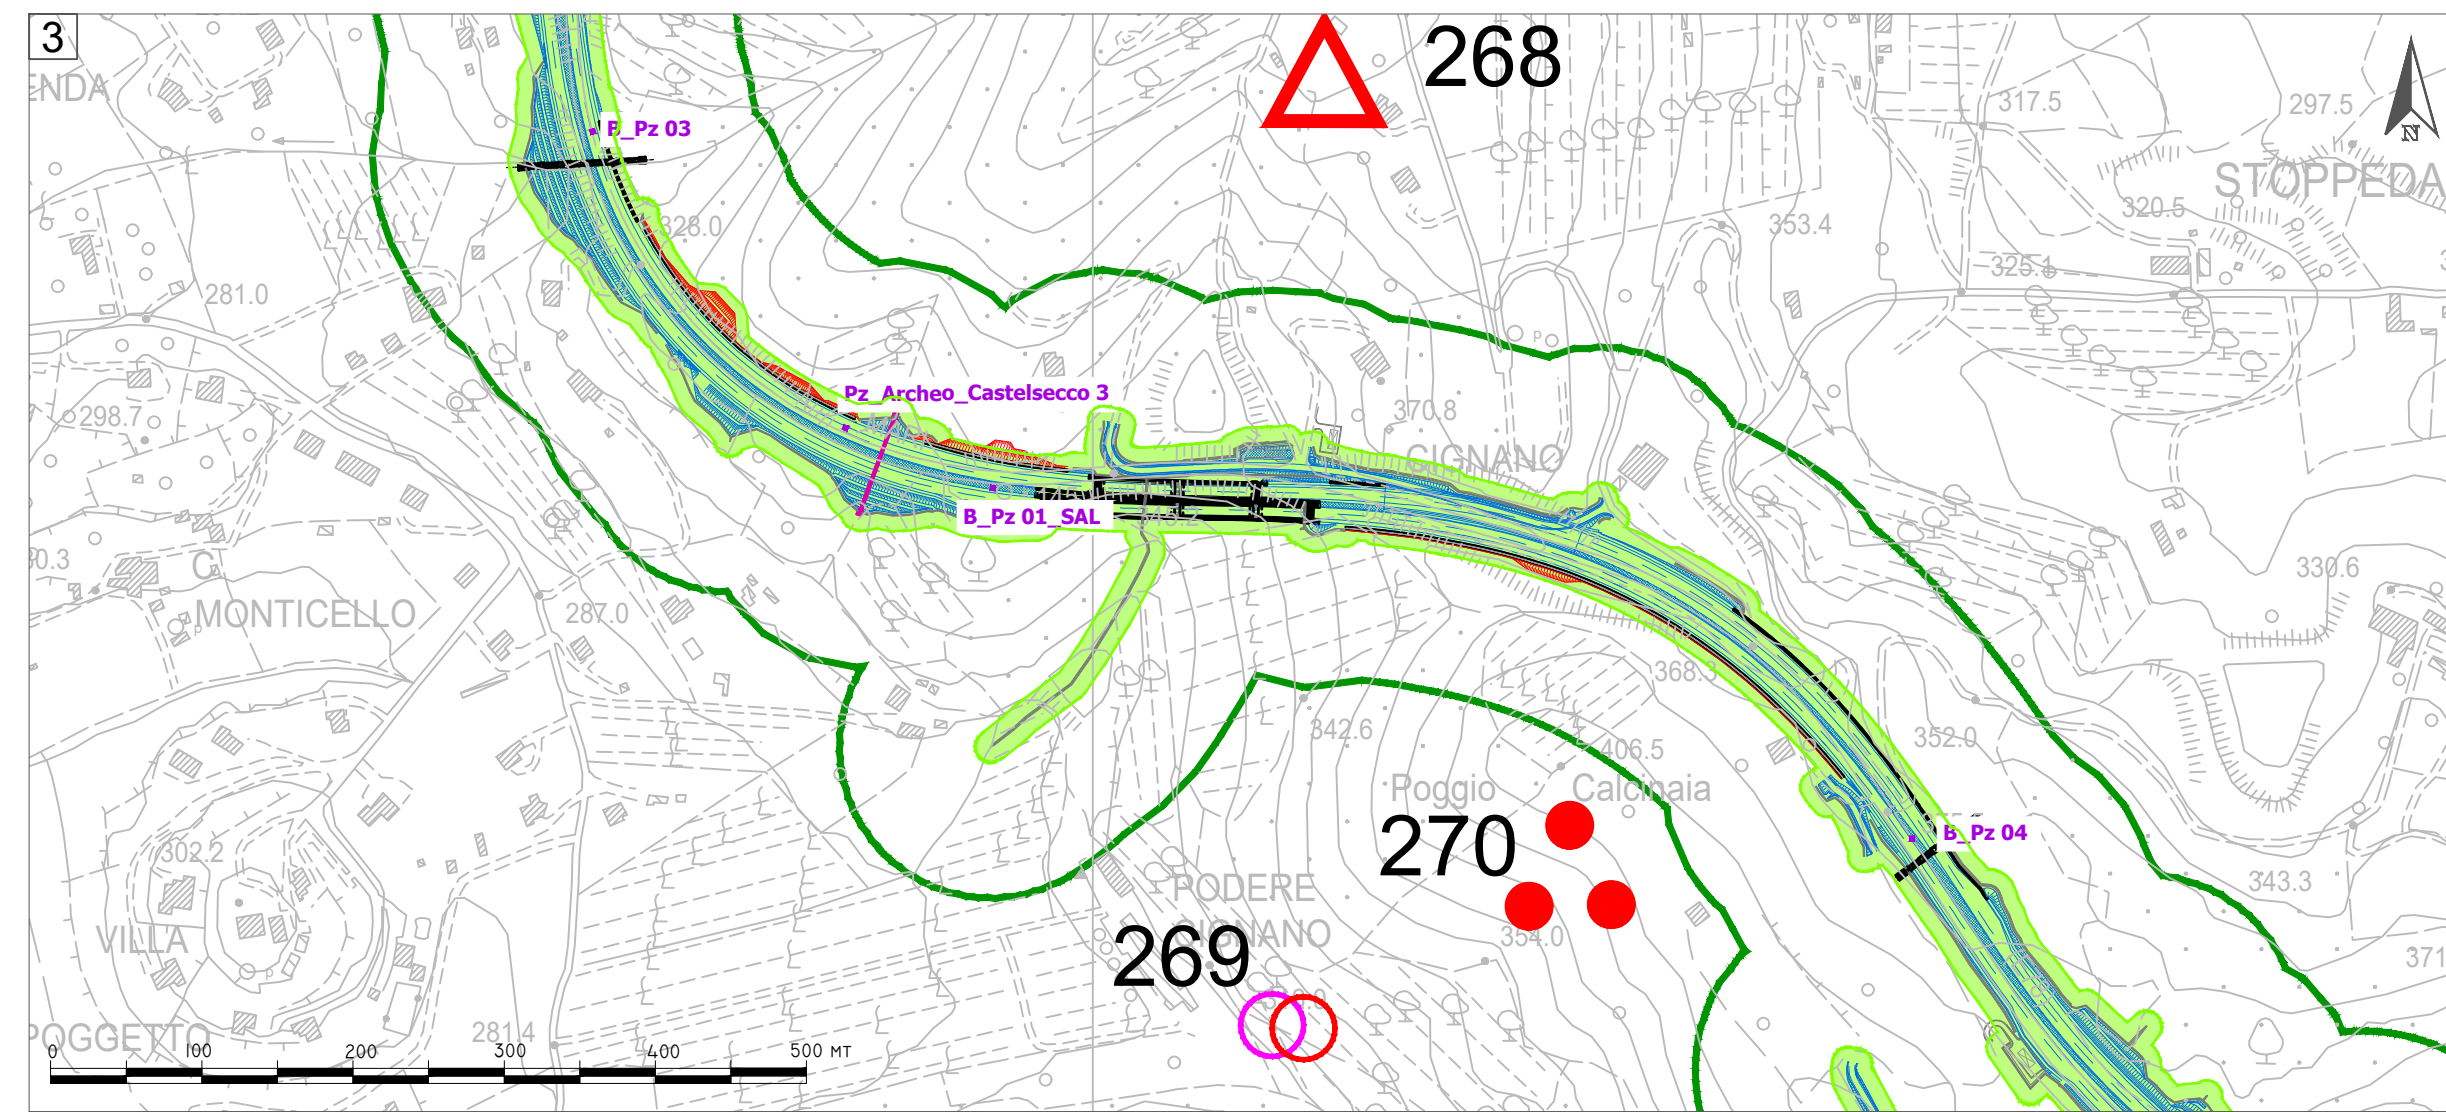 3
268
ENDA
317.5
297.5
N
B_Pz 03
STOPPEDA
320.5
328.0
353.4
325.1
281.0
Pz_Archeo_Castelsecco 3
370.8
298.7
GIGNANO
B_Pz 01_SAL
C
330.6
MONTICELLO
287.0
368.3
342.6
352.0
406.5
Poggio Calcinaia
B_Pz 04
270
302.2
343.3
PODERE
GIGNANO
VILLA
354.0
269
371
POGGETTO
281.4
0 100 200 300 400 500 MT